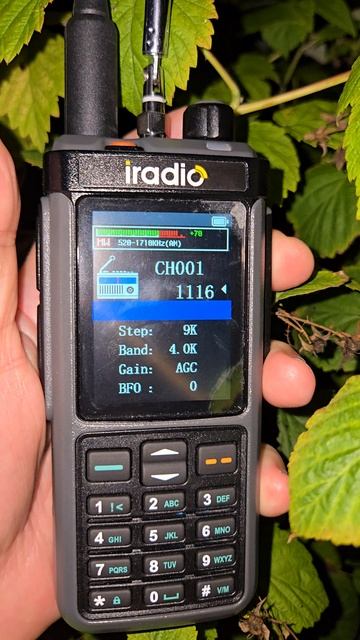 iradio
+70
MW 520-1710KHz(AM)
CH001
1116
Step: 9K
Band: 4.0K
Gain: AGC
BFO : 0
1 !< 2 ABC 3 DEF
4 GHI 5 JKL 6 MNO
7 PQRS 8 TUV 9 WXYZ
* 0 # V/M